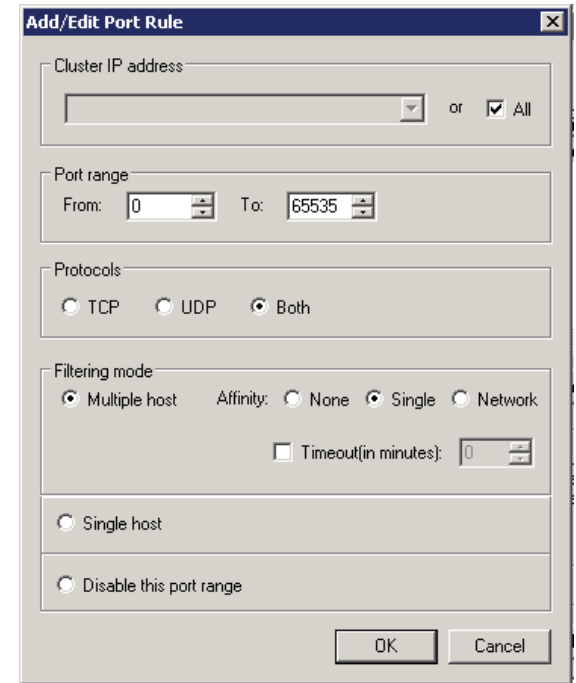 Add/Edit Port Rule
Cluster IP address
or All
Port range
From: 0 To: 65535
Protocols
TCP UDP Both
Filtering mode
Multiple host Affinity: None Single Network
Timeout(in minutes): 0
Single host
Disable this port range
OK Cancel